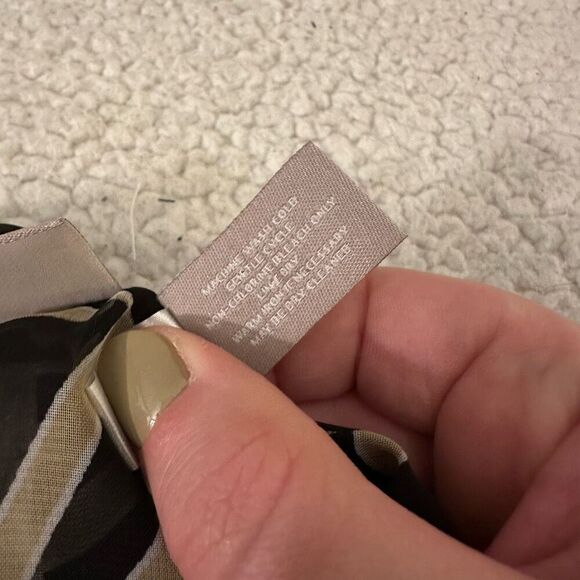 MACHINE WASH COLD
GENTLE CYCLE
NON-CHLORINE BLEACH ONLY
LINE DRY
WARM IRON IF NECESSARY
MAY BE DRY CLEANED